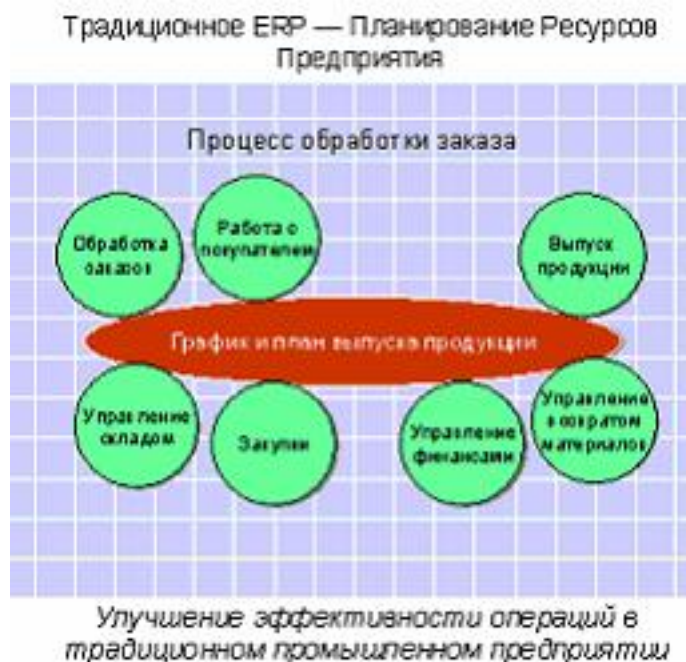 Традиционное ERP — Планирование Ресурсов
Предприятия
Процесс обработки заказа
Обработка
заказов
Работа с
покупателем
Выпуск
продукции
График и план выпуска продукции
Управление
складом
Закупки
Управление
финансами
Управление
возвратом
материалов
Улучшение эффективности операций в
традиционном промышленном предприятии